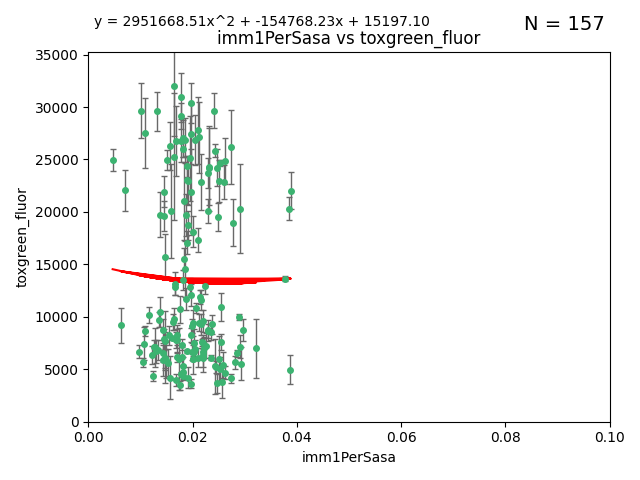 y = 2951668.51x^2 + -154768.23x + 15197.10
N = 157
imm1PerSasa vs toxgreen_fluor
35000
30000
25000
20000
15000
10000
5000
0
toxgreen_fluor
0.00 0.02 0.04 0.06 0.08 0.10
imm1PerSasa